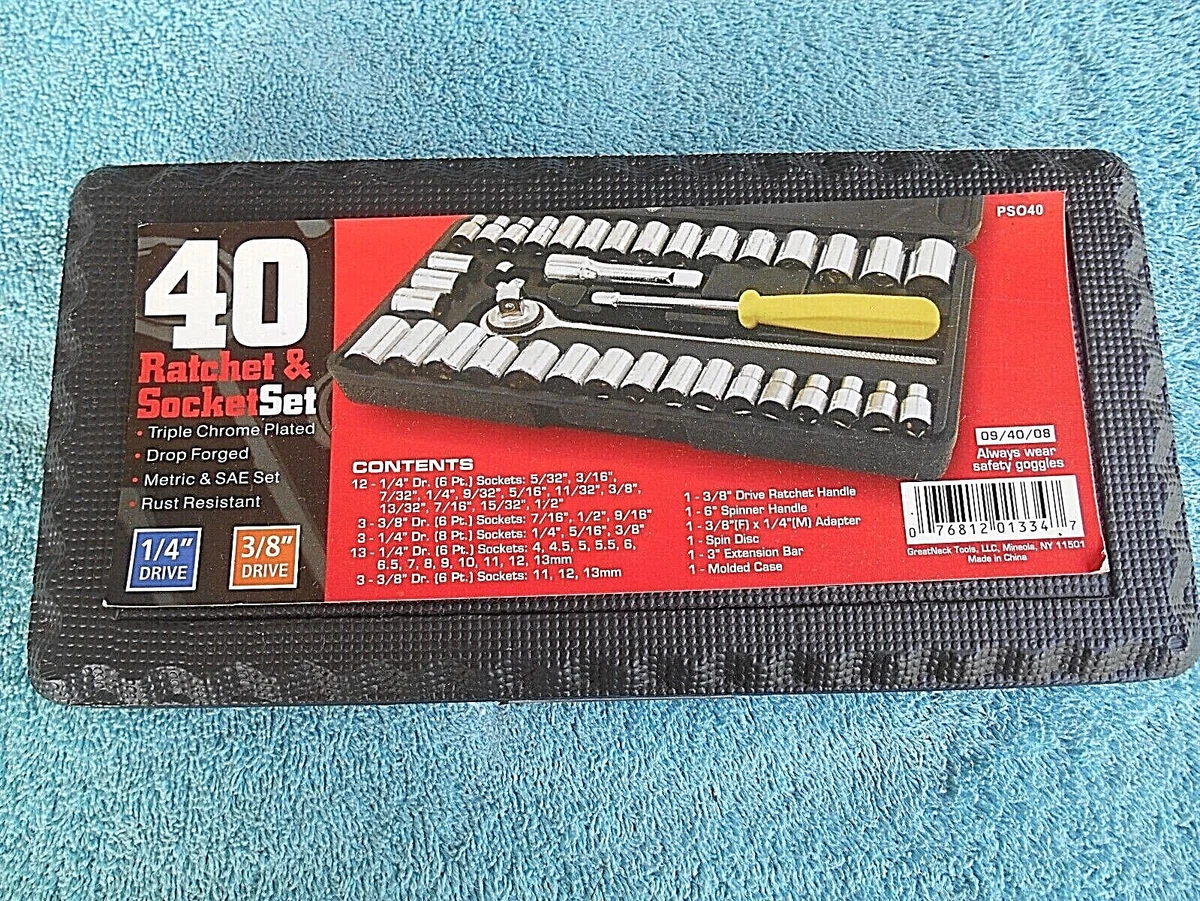 PSO40
40
Ratchet &
SocketSet
• Triple Chrome Plated
• Drop Forged
• Metric & SAE Set
• Rust Resistant
1/4" DRIVE
3/8" DRIVE
CONTENTS
12 - 1/4" Dr. (6 Pt.) Sockets: 5/32", 3/16",
7/32", 1/4", 9/32", 5/16", 11/32", 3/8",
13/32", 7/16", 15/32", 1/2"
3 - 3/8" Dr. (6 Pt.) Sockets: 7/16", 1/2", 9/16"
3 - 1/4" Dr. (8 Pt.) Sockets: 1/4", 5/16", 3/8"
13 - 1/4" Dr. (6 Pt.) Sockets: 4, 4.5, 5, 5.5, 6,
6.5, 7, 8, 9, 10, 11, 12, 13mm
3 - 3/8" Dr. (6 Pt.) Sockets: 11, 12, 13mm
1 - 3/8" Drive Ratchet Handle
1 - 6" Spinner Handle
1 - 3/8"(F) x 1/4"(M) Adapter
1 - Spin Disc
1 - 3" Extension Bar
1 - Molded Case
09/40/08
Always wear
safety goggles
0 76812 01334 7
GreatNeck Tools, LLC, Mineola, NY 11501
Made in China